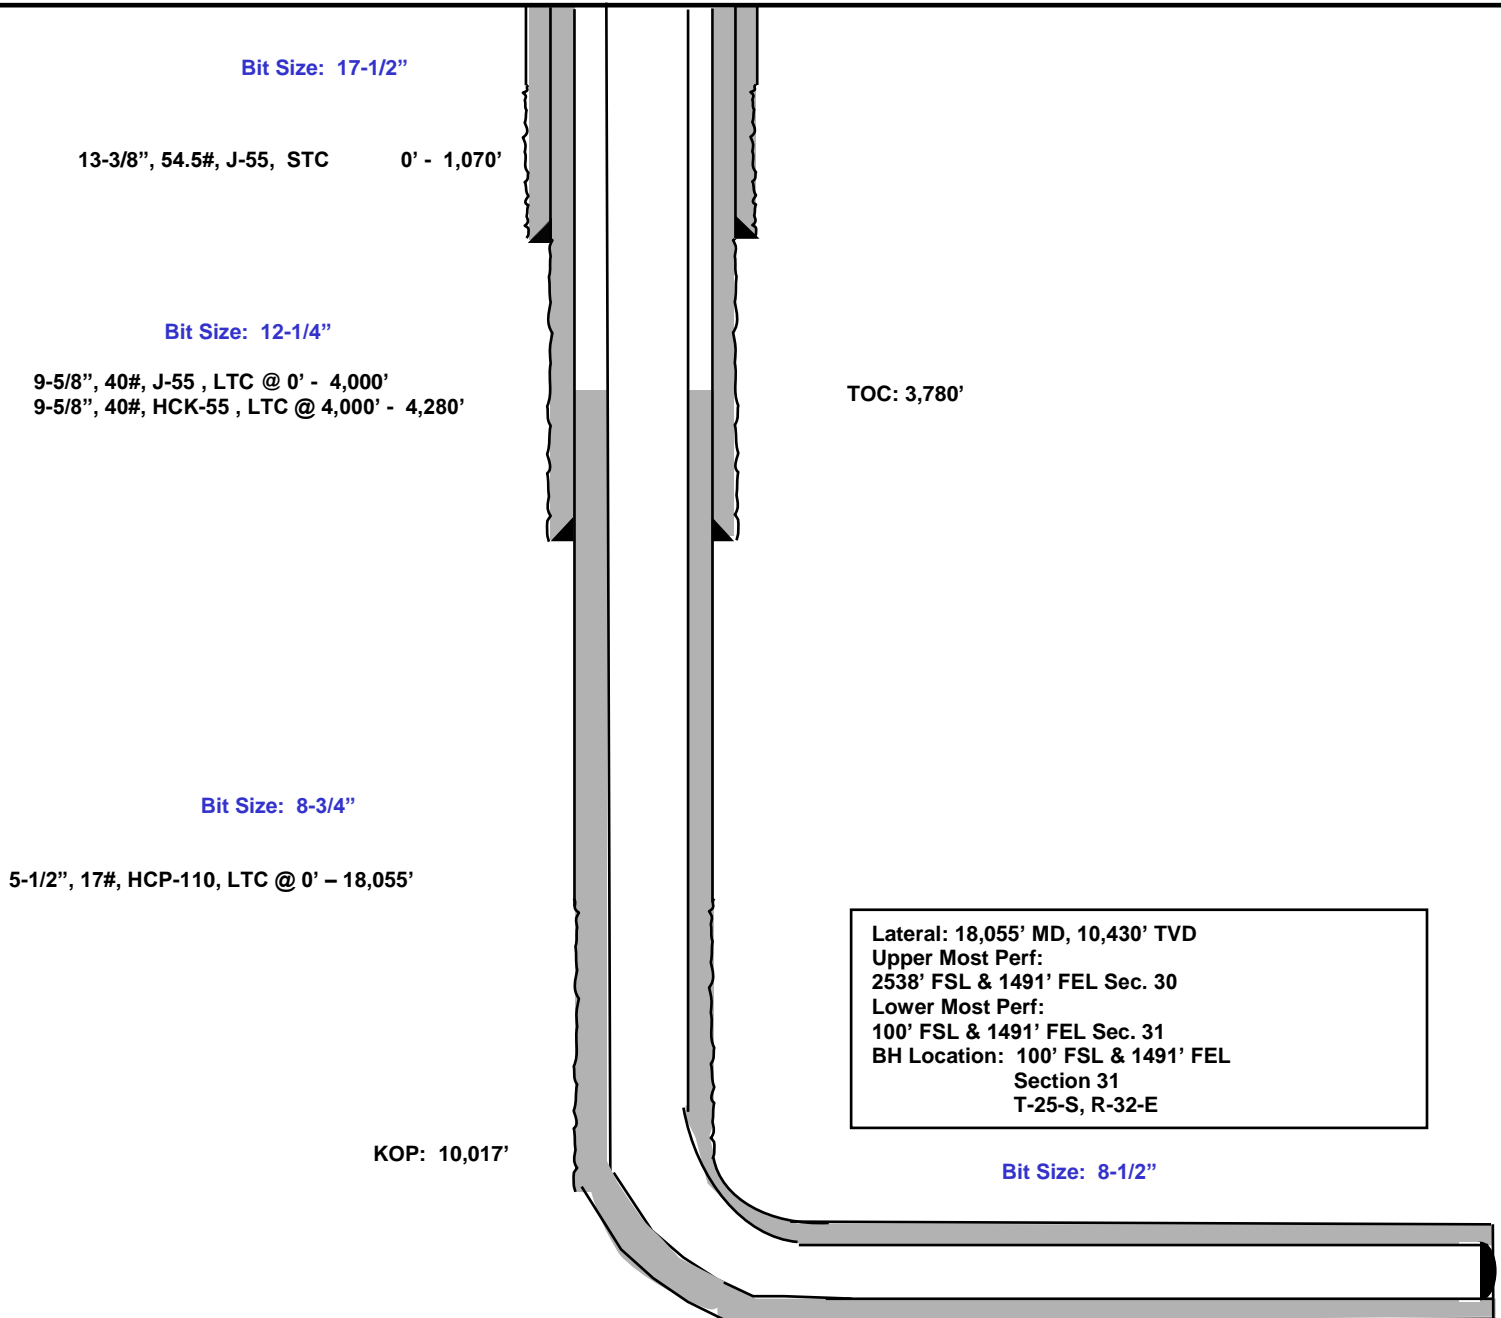 Bit Size: 17-1/2”
13-3/8”, 54.5#, J-55, STC 0’ - 1,070’
Bit Size: 12-1/4”
9-5/8”, 40#, J-55 , LTC @ 0’ - 4,000’
9-5/8”, 40#, HCK-55 , LTC @ 4,000’ - 4,280’
TOC: 3,780’
Bit Size: 8-3/4”
5-1/2”, 17#, HCP-110, LTC @ 0’ – 18,055’
Lateral: 18,055’ MD, 10,430’ TVD
Upper Most Perf:
2538’ FSL & 1491’ FEL Sec. 30
Lower Most Perf:
100’ FSL & 1491’ FEL Sec. 31
BH Location: 100’ FSL & 1491’ FEL
Section 31
T-25-S, R-32-E
KOP: 10,017’
Bit Size: 8-1/2”